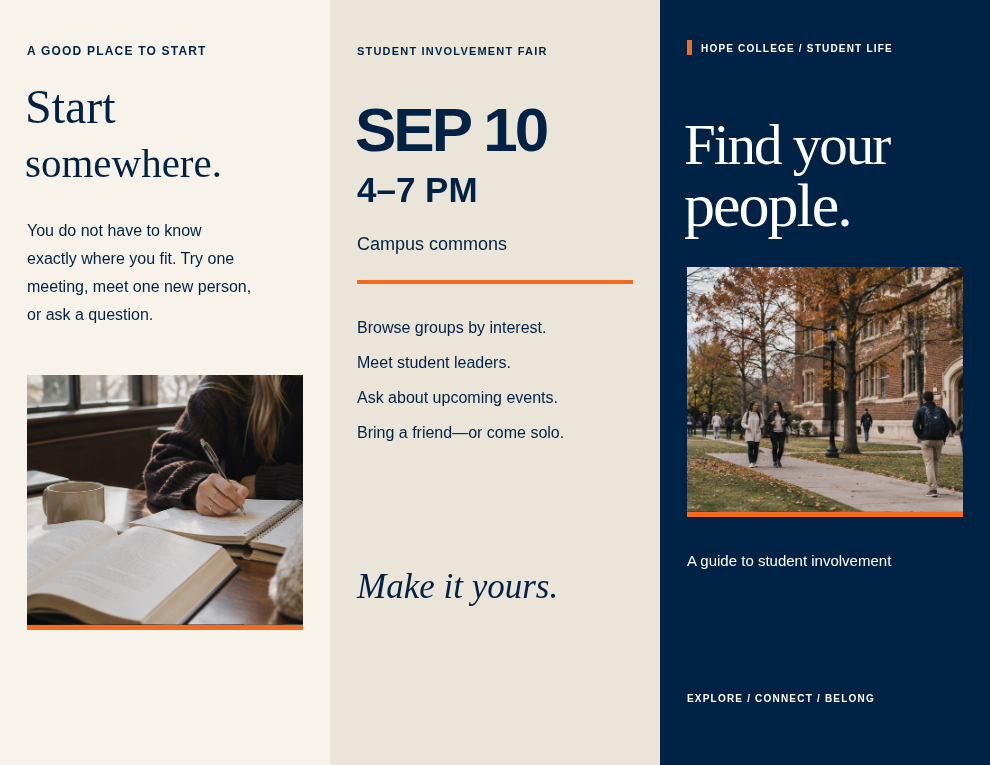 A GOOD PLACE TO START
Start
somewhere.
You do not have to know
exactly where you fit. Try one
meeting, meet one new person,
or ask a question.
STUDENT INVOLVEMENT FAIR
SEP 10
4–7 PM
Campus commons
Browse groups by interest.
Meet student leaders.
Ask about upcoming events.
Bring a friend—or come solo.
Make it yours.
HOPE COLLEGE / STUDENT LIFE
Find your
people.
A guide to student involvement
EXPLORE / CONNECT / BELONG